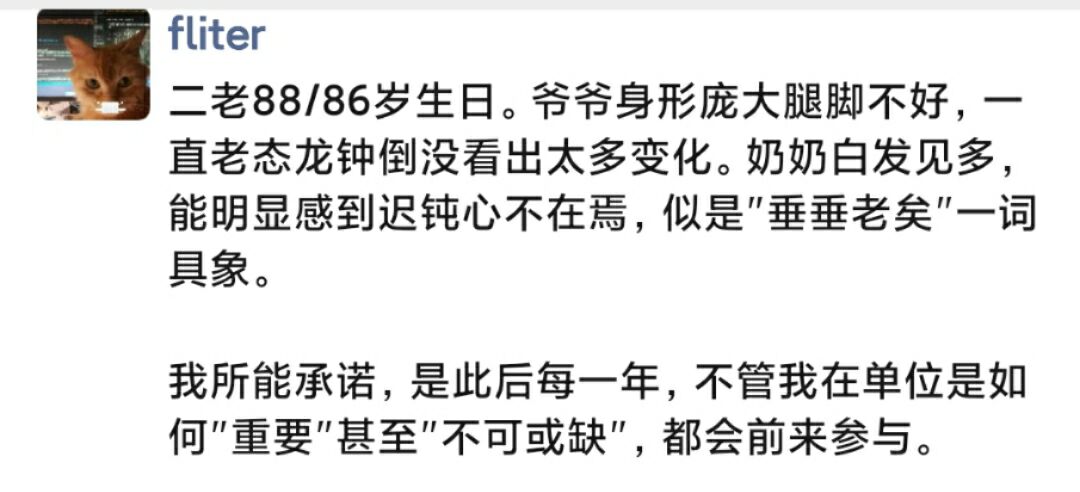 fliter
二老88/86岁生日。爷爷身形庞大腿脚不好，一
直老态龙钟倒没看出太多变化。奶奶白发见多，
能明显感到迟钝心不在焉，似是"垂垂老矣"一词
具象。
我所能承诺，是此后每一年，不管我在单位是如
何"重要"甚至"不可或缺"，都会前来参与。